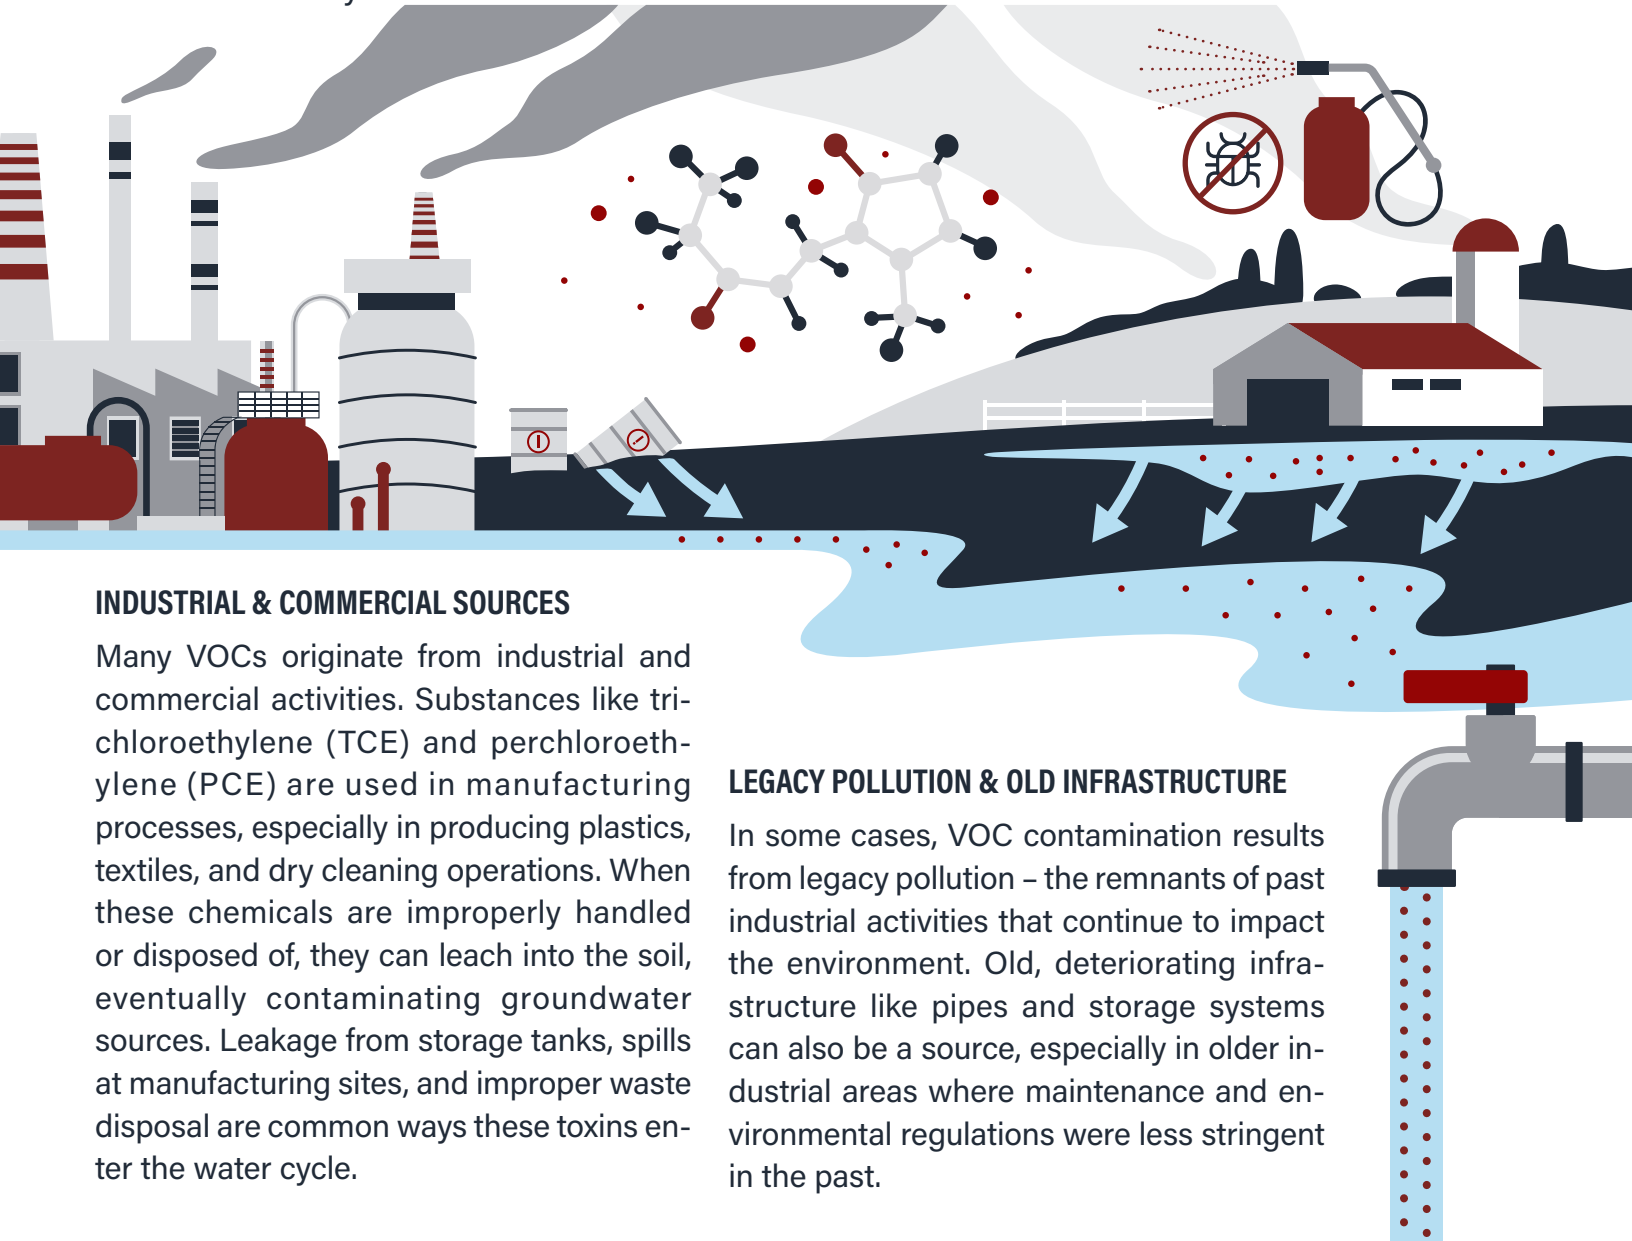 INDUSTRIAL & COMMERCIAL SOURCES
Many VOCs originate from industrial and
commercial activities. Substances like tri-
chloroethylene (TCE) and perchloroeth-
ylene (PCE) are used in manufacturing
processes, especially in producing plastics,
textiles, and dry cleaning operations. When
these chemicals are improperly handled
or disposed of, they can leach into the soil,
eventually contaminating groundwater
sources. Leakage from storage tanks, spills
at manufacturing sites, and improper waste
disposal are common ways these toxins en-
ter the water cycle.
LEGACY POLLUTION & OLD INFRASTRUCTURE
In some cases, VOC contamination results
from legacy pollution – the remnants of past
industrial activities that continue to impact
the environment. Old, deteriorating infra-
structure like pipes and storage systems
can also be a source, especially in older in-
dustrial areas where maintenance and en-
vironmental regulations were less stringent
in the past.